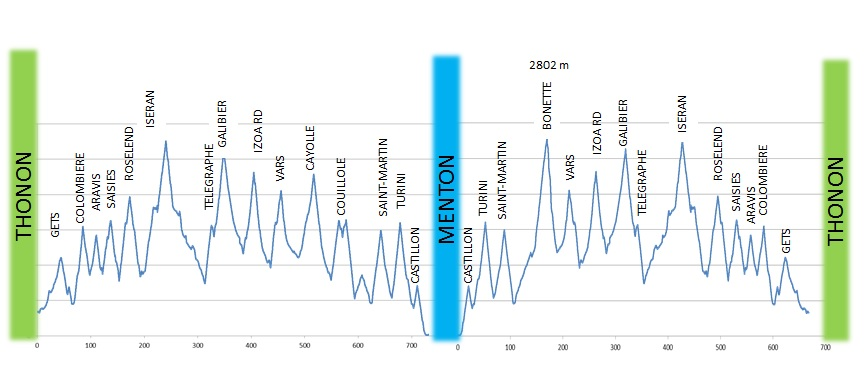 THONON
GETS
COLOMBIERE
ARAVIS
SAISIES
ROSELEND
ISERAN
TELEGRAPHE
GALIBIER
IZOA RD
VARS
CAYOLLE
COUILLOLE
SAINT-MARTIN
TURINI
CASTILLON
MENTON
CASTILLON
TURINI
SAINT-MARTIN
2802 m
BONETTE
VARS
IZOA RD
GALIBIER
TELEGRAPHE
ISERAN
ROSELEND
SAISIES
ARAVIS
COLOMBIERE
GETS
THONON
0 100 200 300 400 500 600 700
0 100 200 300 400 500 600 700